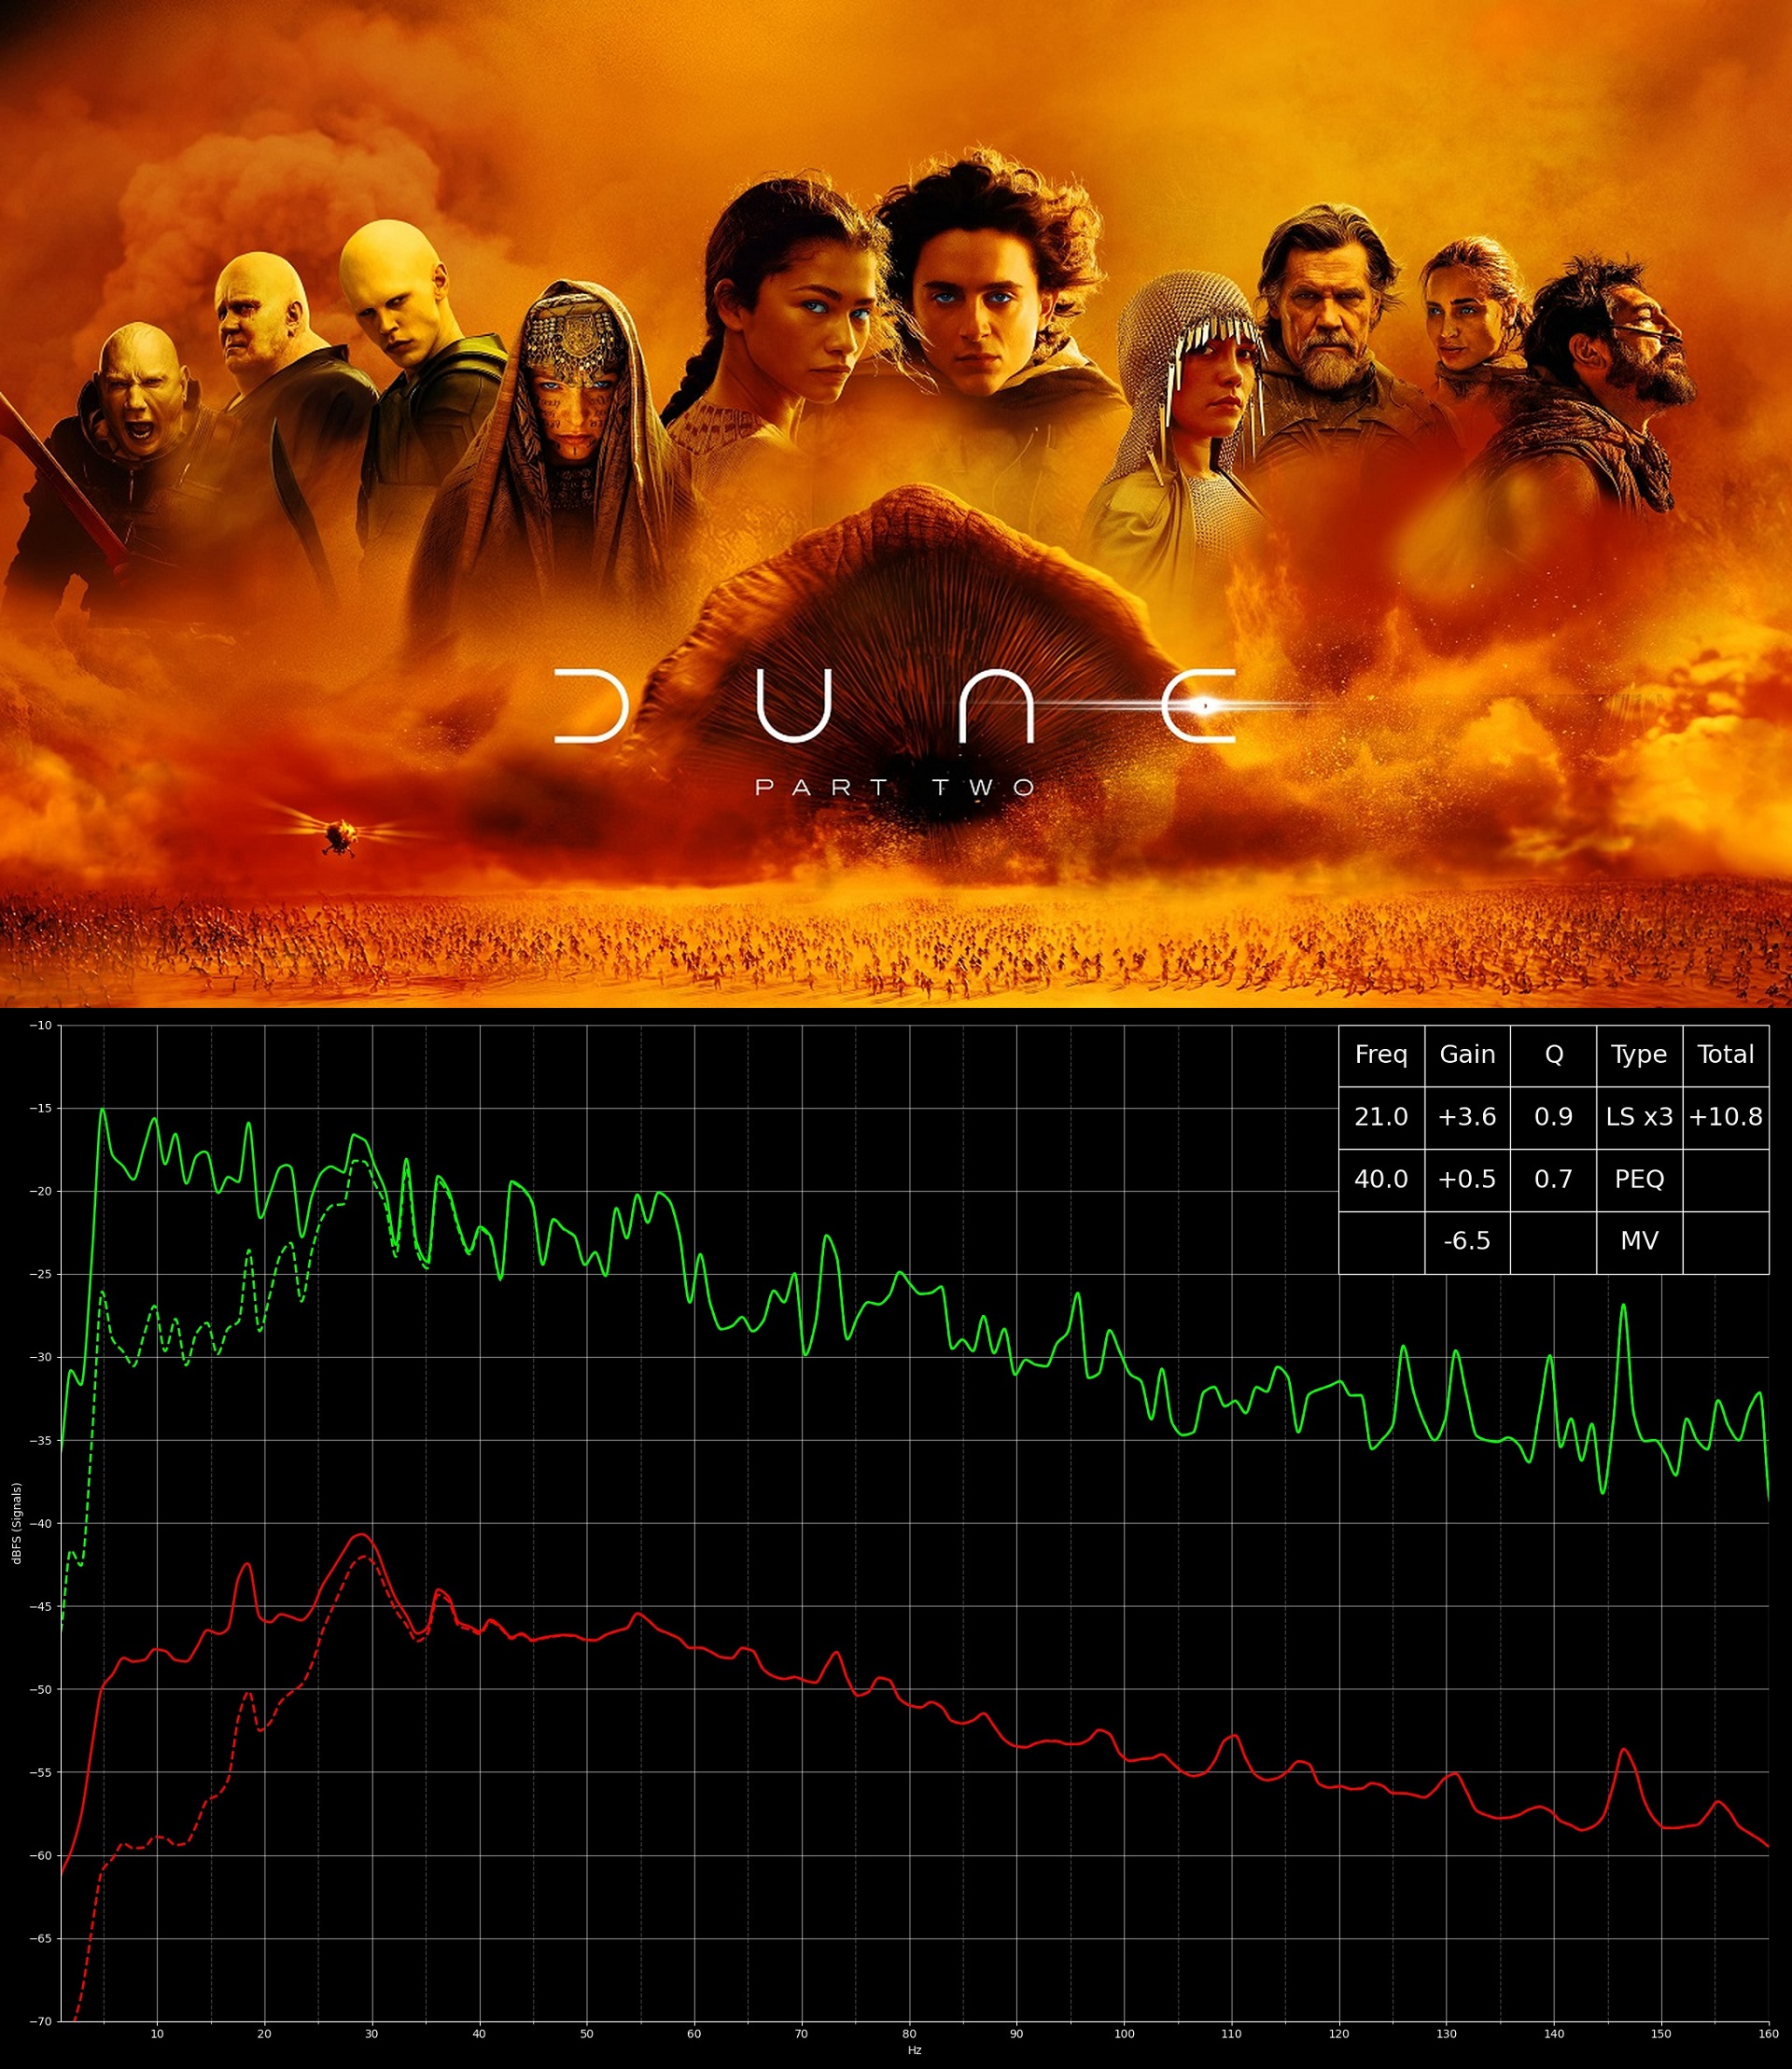 DUNE
PART TWO
Freq Gain Q Type Total
21.0 +3.6 0.9 LS x3 +10.8
40.0 +0.5 0.7 PEQ
-6.5 MV
−10
−15
−20
−25
−30
−35
−40
−45
−50
−55
−60
−65
−70
dBFS (Signals)
10 20 30 40 50 60 70 80 90 100 110 120 130 140 150 160
Hz